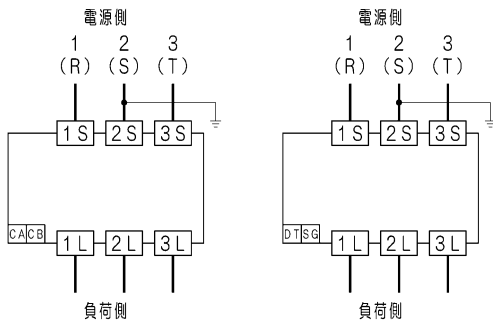 電源側
1 2 3
(R) (S) (T)
1S 2S 3S
CA CB
1L 2L 3L
負荷側
電源側
1 2 3
(R) (S) (T)
1S 2S 3S
DT SG
1L 2L 3L
負荷側